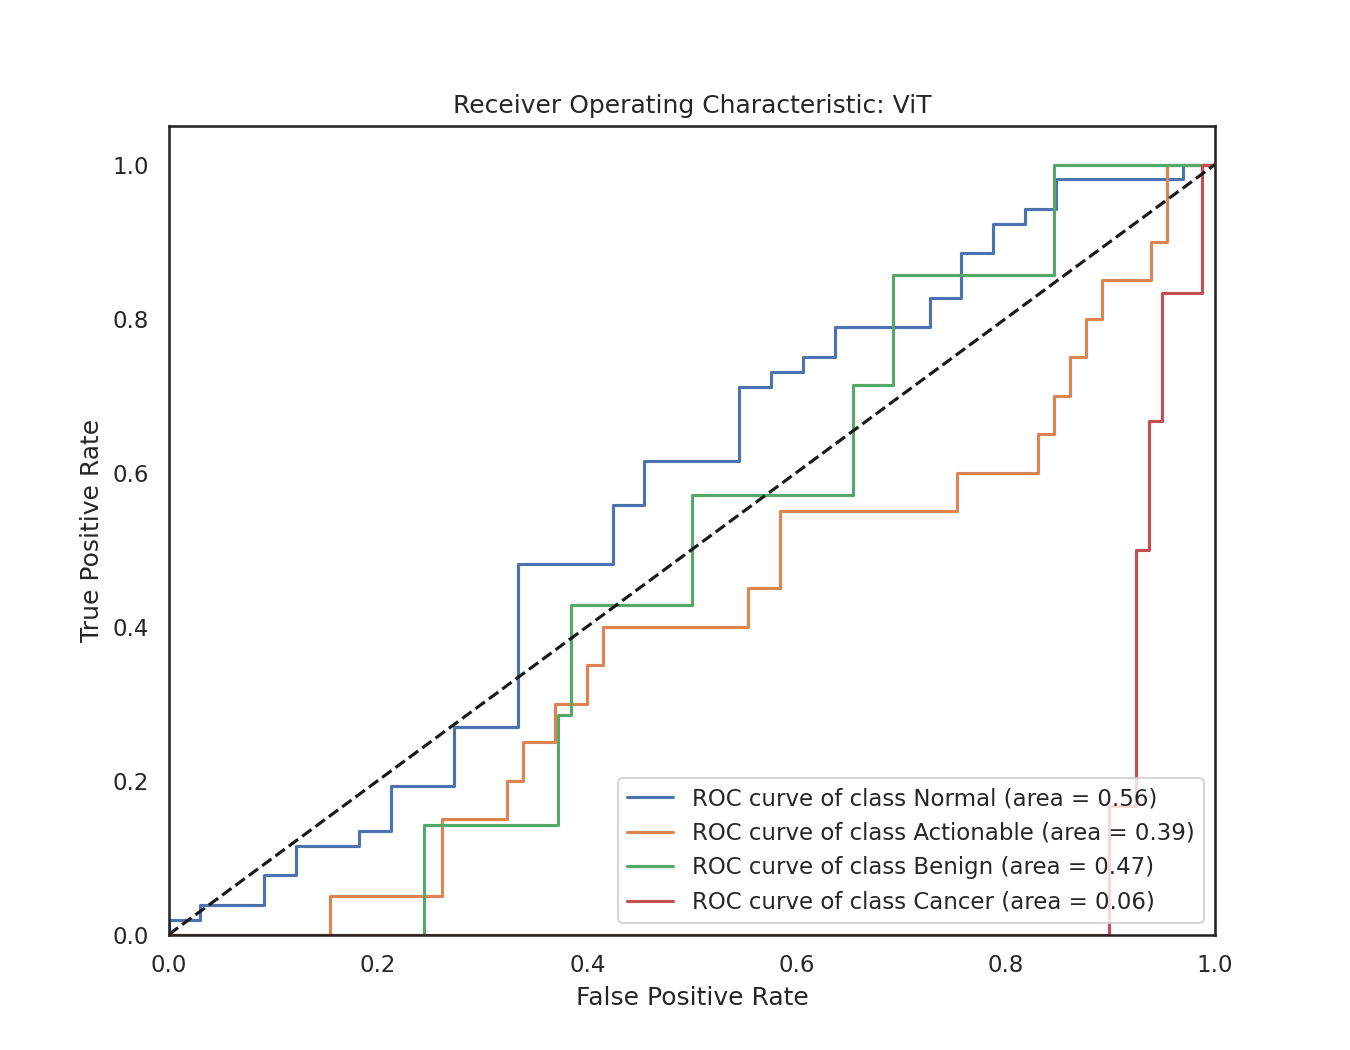 Receiver Operating Characteristic: ViT
1.0
0.8
0.6
0.4
0.2
0.0
True Positive Rate
ROC curve of class Normal (area = 0.56)
ROC curve of class Actionable (area = 0.39)
ROC curve of class Benign (area = 0.47)
ROC curve of class Cancer (area = 0.06)
0.0 0.2 0.4 0.6 0.8 1.0
False Positive Rate